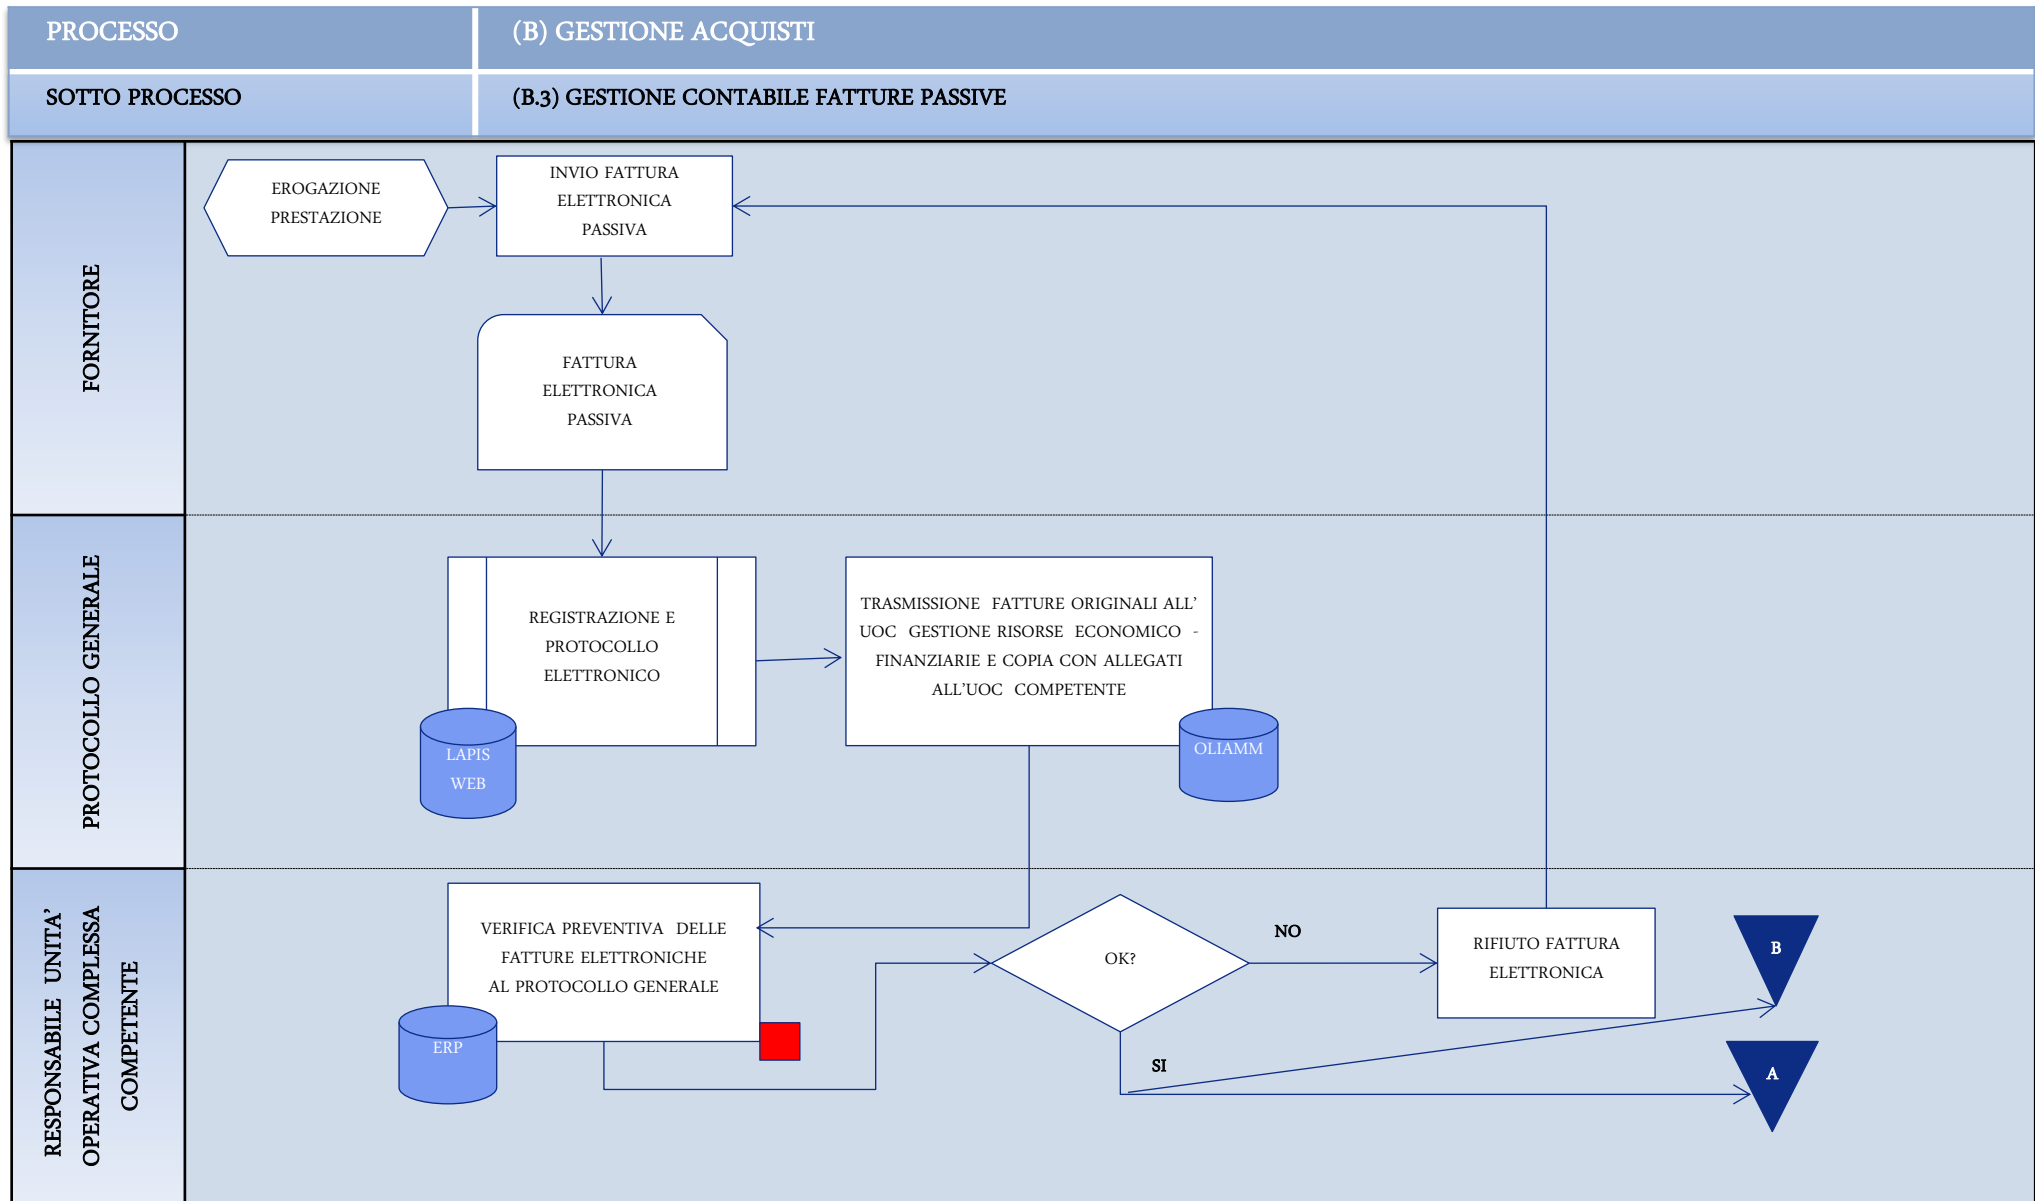 PROCESSO
(B) GESTIONE ACQUISTI
SOTTO PROCESSO
(B.3) GESTIONE CONTABILE FATTURE PASSIVE
FORNITORE
EROGAZIONE
PRESTAZIONE
INVIO FATTURA
ELETTRONICA
PASSIVA
FATTURA
ELETTRONICA
PASSIVA
PROTOCOLLO GENERALE
REGISTRAZIONE E
PROTOCOLLO
ELETTRONICO
LAPIS
WEB
TRASMISSIONE FATTURE ORIGINALI ALL’
UOC GESTIONE RISORSE ECONOMICO -
FINANZIARIE E COPIA CON ALLEGATI
ALL’UOC COMPETENTE
OLIAMM
RESPONSABILE UNITA’
OPERATIVA COMPLESSA
COMPETENTE
VERIFICA PREVENTIVA DELLE
FATTURE ELETTRONICHE
AL PROTOCOLLO GENERALE
ERP
OK?
NO
SI
RIFIUTO FATTURA
ELETTRONICA
B
A